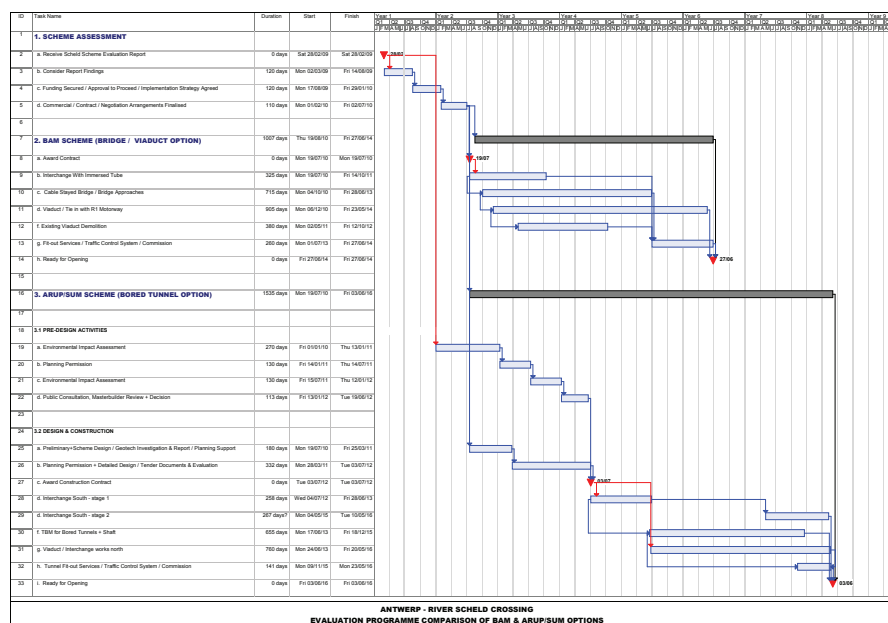 ID Task Name Duration Start Finish Year 1 Year 2 Year 3 Year 4 Year 5 Year 6 Year 7 Year 8 Year 9
1 1. SCHEME ASSESSMENT
2 a. Receive Scheld Scheme Evaluation Report 0 days Sat 28/02/09 Sat 28/02/09
3 b. Consider Report Findings 120 days Mon 02/03/09 Fri 14/08/09
4 c. Funding Secured / Approval to Proceed / Implementation Strategy Agreed 120 days Mon 17/08/09 Fri 29/01/10
5 d. Commercial / Contract / Negotiation Arrangements Finalised 110 days Mon 01/02/10 Fri 02/07/10
6
7 2. BAM SCHEME (BRIDGE / VIADUCT OPTION) 1007 days Thu 19/08/10 Fri 27/06/14
8 a. Award Contract 0 days Mon 19/07/10 Mon 19/07/10 19/07
9 b. Interchange With Immersed Tube 325 days Mon 19/07/10 Fri 14/10/11
10 c. Cable Stayed Bridge / Bridge Approaches 715 days Mon 04/10/10 Fri 28/06/13
11 d. Viaduct / Tie in with R1 Motorway 905 days Mon 06/12/10 Fri 23/05/14
12 f. Existing Viaduct Demolition 380 days Mon 02/05/11 Fri 12/10/12
13 g. Fit-out Services / Traffic Control System / Commission 260 days Mon 01/07/13 Fri 27/06/14
14 h. Ready for Opening 0 days Fri 27/06/14 Fri 27/06/14 27/06
15
16 3. ARUP/SUM SCHEME (BORED TUNNEL OPTION) 1535 days Mon 19/07/10 Fri 03/06/16
17
18 3.1 PRE-DESIGN ACTIVITIES
19 a. Environmental Impact Assessment 270 days Fri 01/01/10 Thu 13/01/11
20 b. Planning Permission 130 days Fri 14/01/11 Thu 14/07/11
21 c. Environmental Impact Assessment 130 days Fri 15/07/11 Thu 12/01/12
22 d. Public Consultation, Masterbuilder Review + Decision 113 days Fri 13/01/12 Tue 19/06/12
23
24 3.2 DESIGN & CONSTRUCTION
25 a. Preliminary+Scheme Design / Geotech Investigation & Report / Planning Support 180 days Mon 19/07/10 Fri 25/03/11
26 b. Planning Permission + Detailed Design / Tender Documents & Evaluation 332 days Mon 28/03/11 Tue 03/07/12
27 c. Award Construction Contract 0 days Tue 03/07/12 Tue 03/07/12 03/07
28 d. Interchange South - stage 1 258 days Wed 04/07/12 Fri 28/06/13
29 d. Interchange South - stage 2 267 days? Mon 04/05/15 Tue 10/05/16
30 f. TBM for Bored Tunnels + Shaft 655 days Mon 17/06/13 Fri 18/12/15
31 g. Viaduct / Interchange works north 760 days Mon 24/06/13 Fri 20/05/16
32 h. Tunnel Fit-out Services / Traffic Control System / Commission 141 days Mon 09/11/15 Mon 23/05/16
33 i. Ready for Opening 0 days Fri 03/06/16 Fri 03/06/16 03/06
ANTWERP - RIVER SCHELD CROSSING
EVALUATION PROGRAMME COMPARISON OF BAM & ARUP/SUM OPTIONS